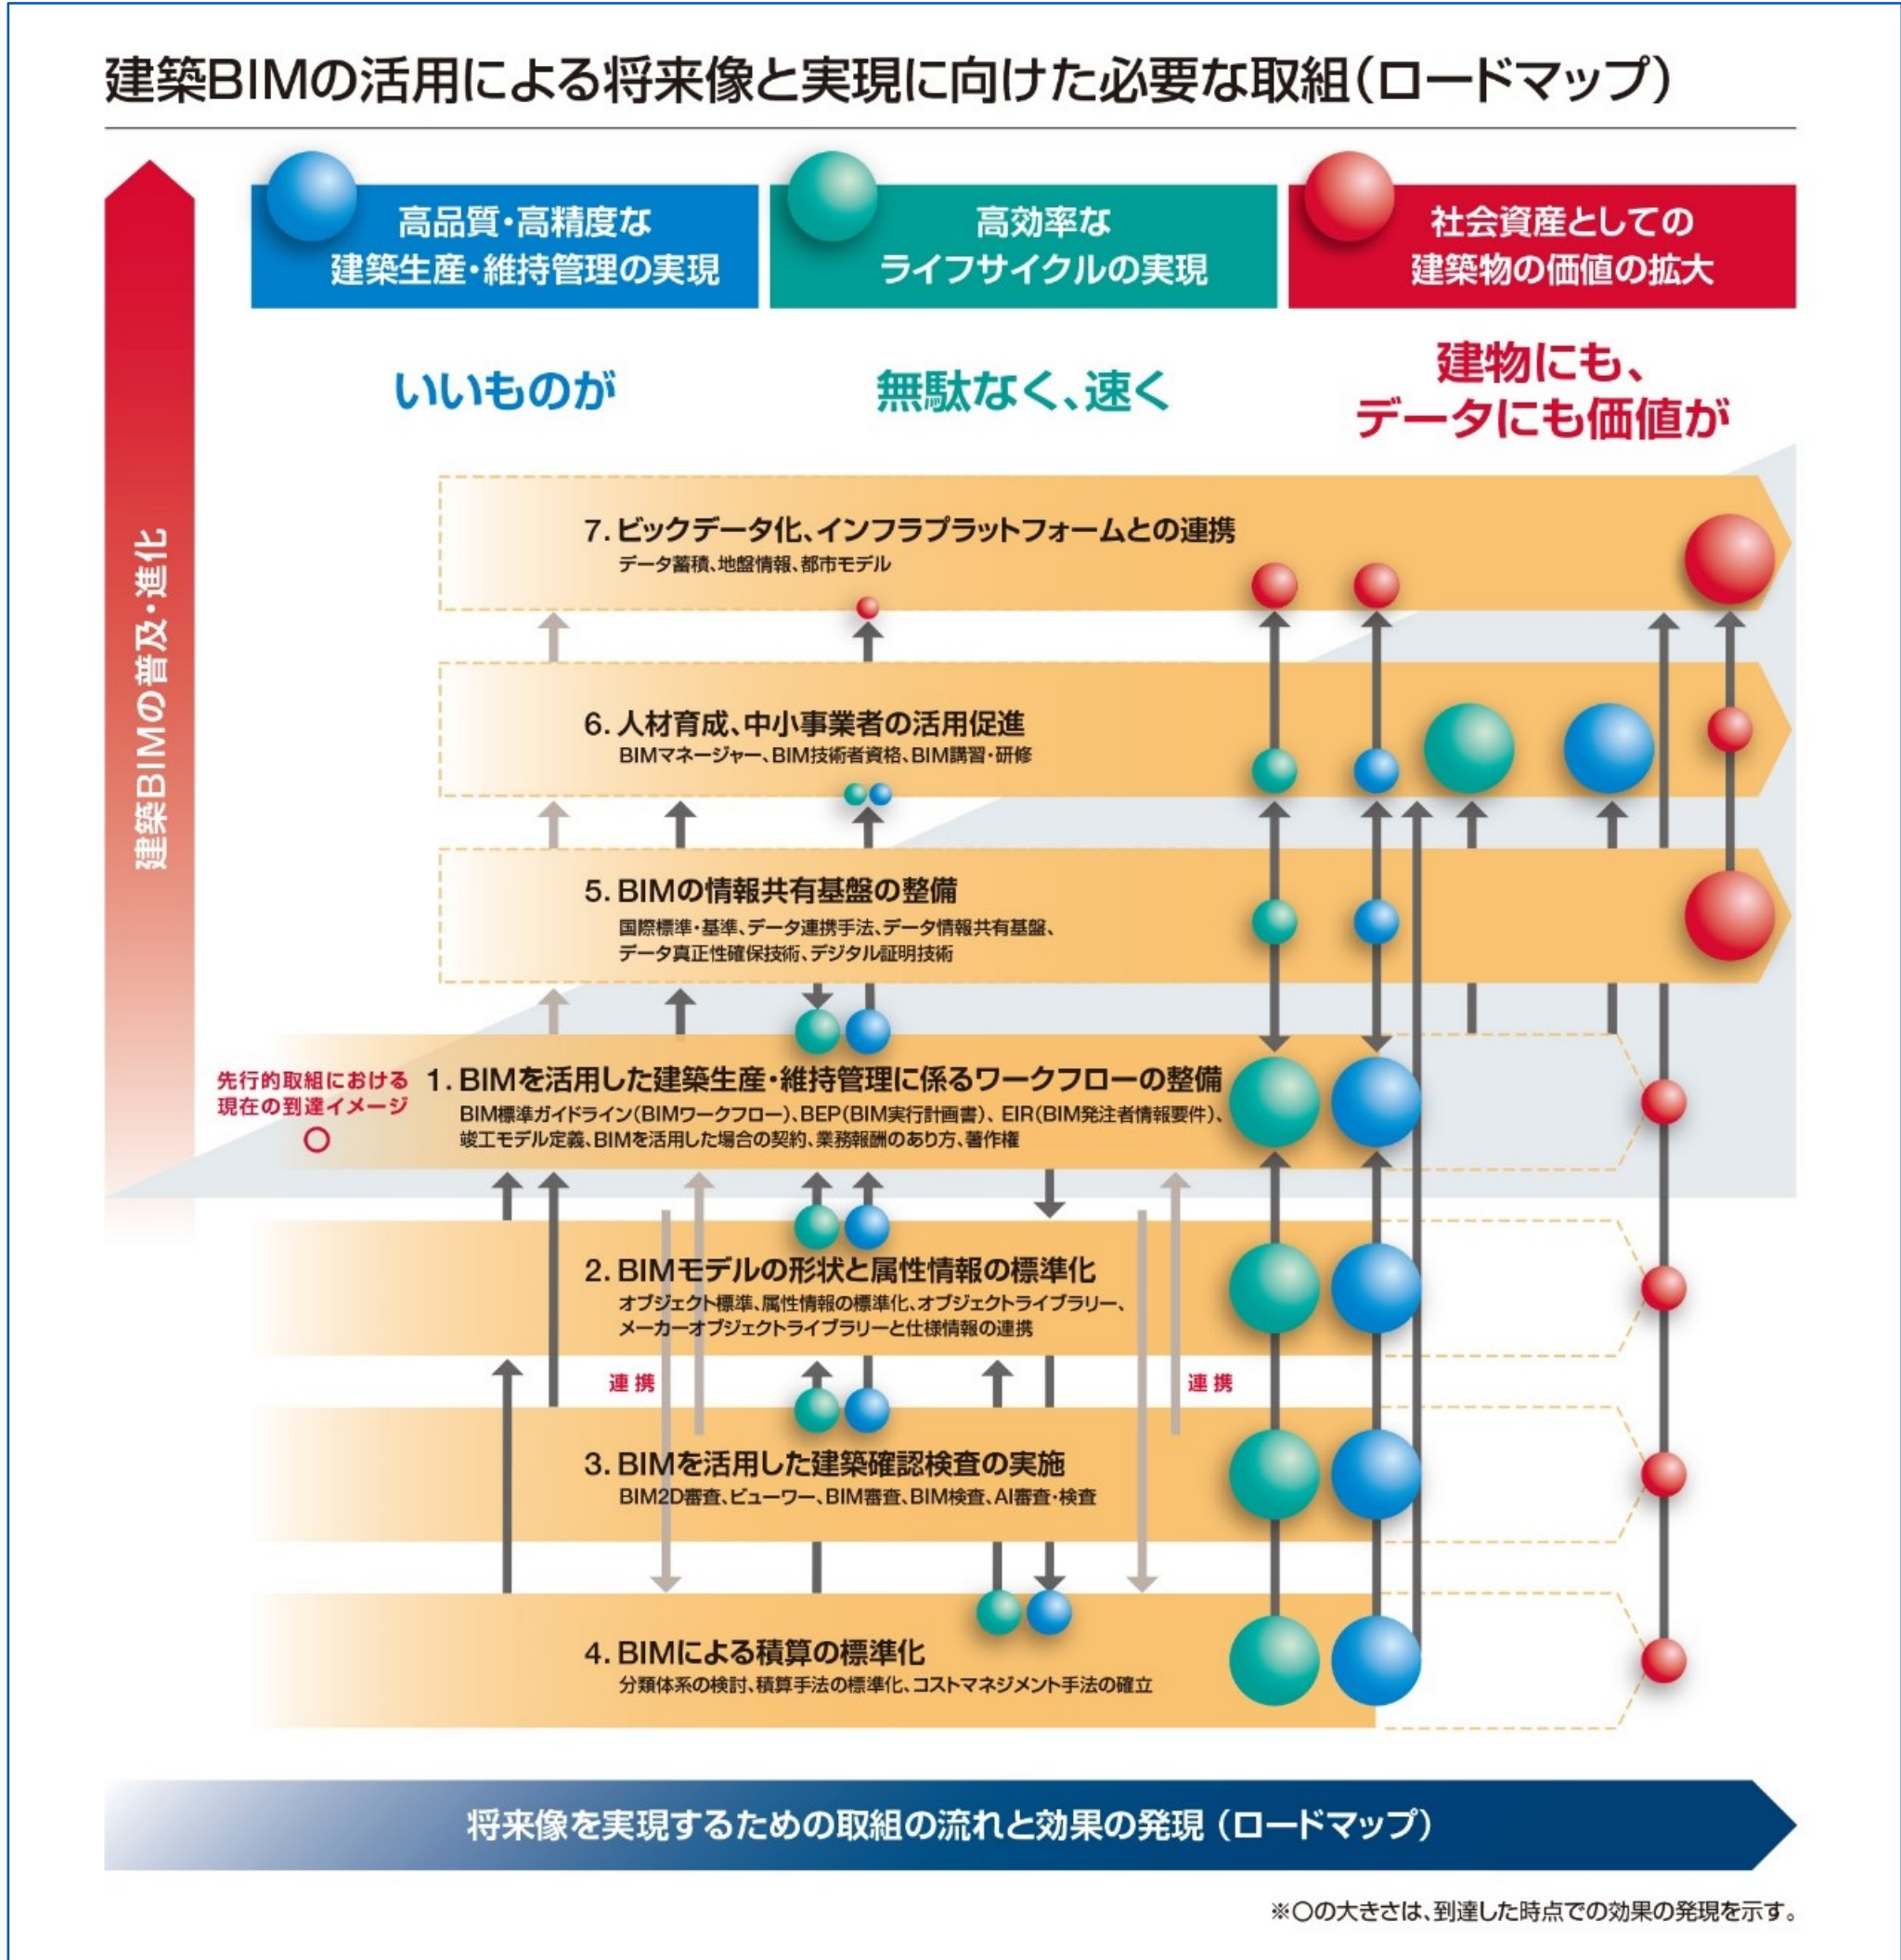 建築BIMの活用による将来像と実現に向けた必要な取組(ロードマップ)
高品質・高精度な
建築生産・維持管理の実現
高効率な
ライフサイクルの実現
社会資産としての
建築物の価値の拡大
いいものが
無駄なく、速く
建物にも、
データにも価値が
建築BIMの普及・進化
7. ビックデータ化、インフラプラットフォームとの連携
データ蓄積、地盤情報、都市モデル
6. 人材育成、中小事業者の活用促進
BIMマネージャー、BIM技術者資格、BIM講習・研修
5. BIMの情報共有基盤の整備
国際標準・基準、データ連携手法、データ情報共有基盤、
データ真正性確保技術、デジタル証明技術
先行的取組における
現在の到達イメージ
○
1. BIMを活用した建築生産・維持管理に係るワークフローの整備
BIM標準ガイドライン(BIMワークフロー)、BEP(BIM実行計画書)、EIR(BIM発注者情報要件)、
竣工モデル定義、BIMを活用した場合の契約、業務報酬のあり方、著作権
2. BIMモデルの形状と属性情報の標準化
オブジェクト標準、属性情報の標準化、オブジェクトライブラリー、
メーカーオブジェクトライブラリーと仕様情報の連携
連携
連携
3. BIMを活用した建築確認検査の実施
BIM2D審査、ビューワー、BIM審査、BIM検査、AI審査・検査
4. BIMによる積算の標準化
分類体系の検討、積算手法の標準化、コストマネジメント手法の確立
将来像を実現するための取組の流れと効果の発現(ロードマップ)
※○の大きさは、到達した時点での効果の発現を示す。